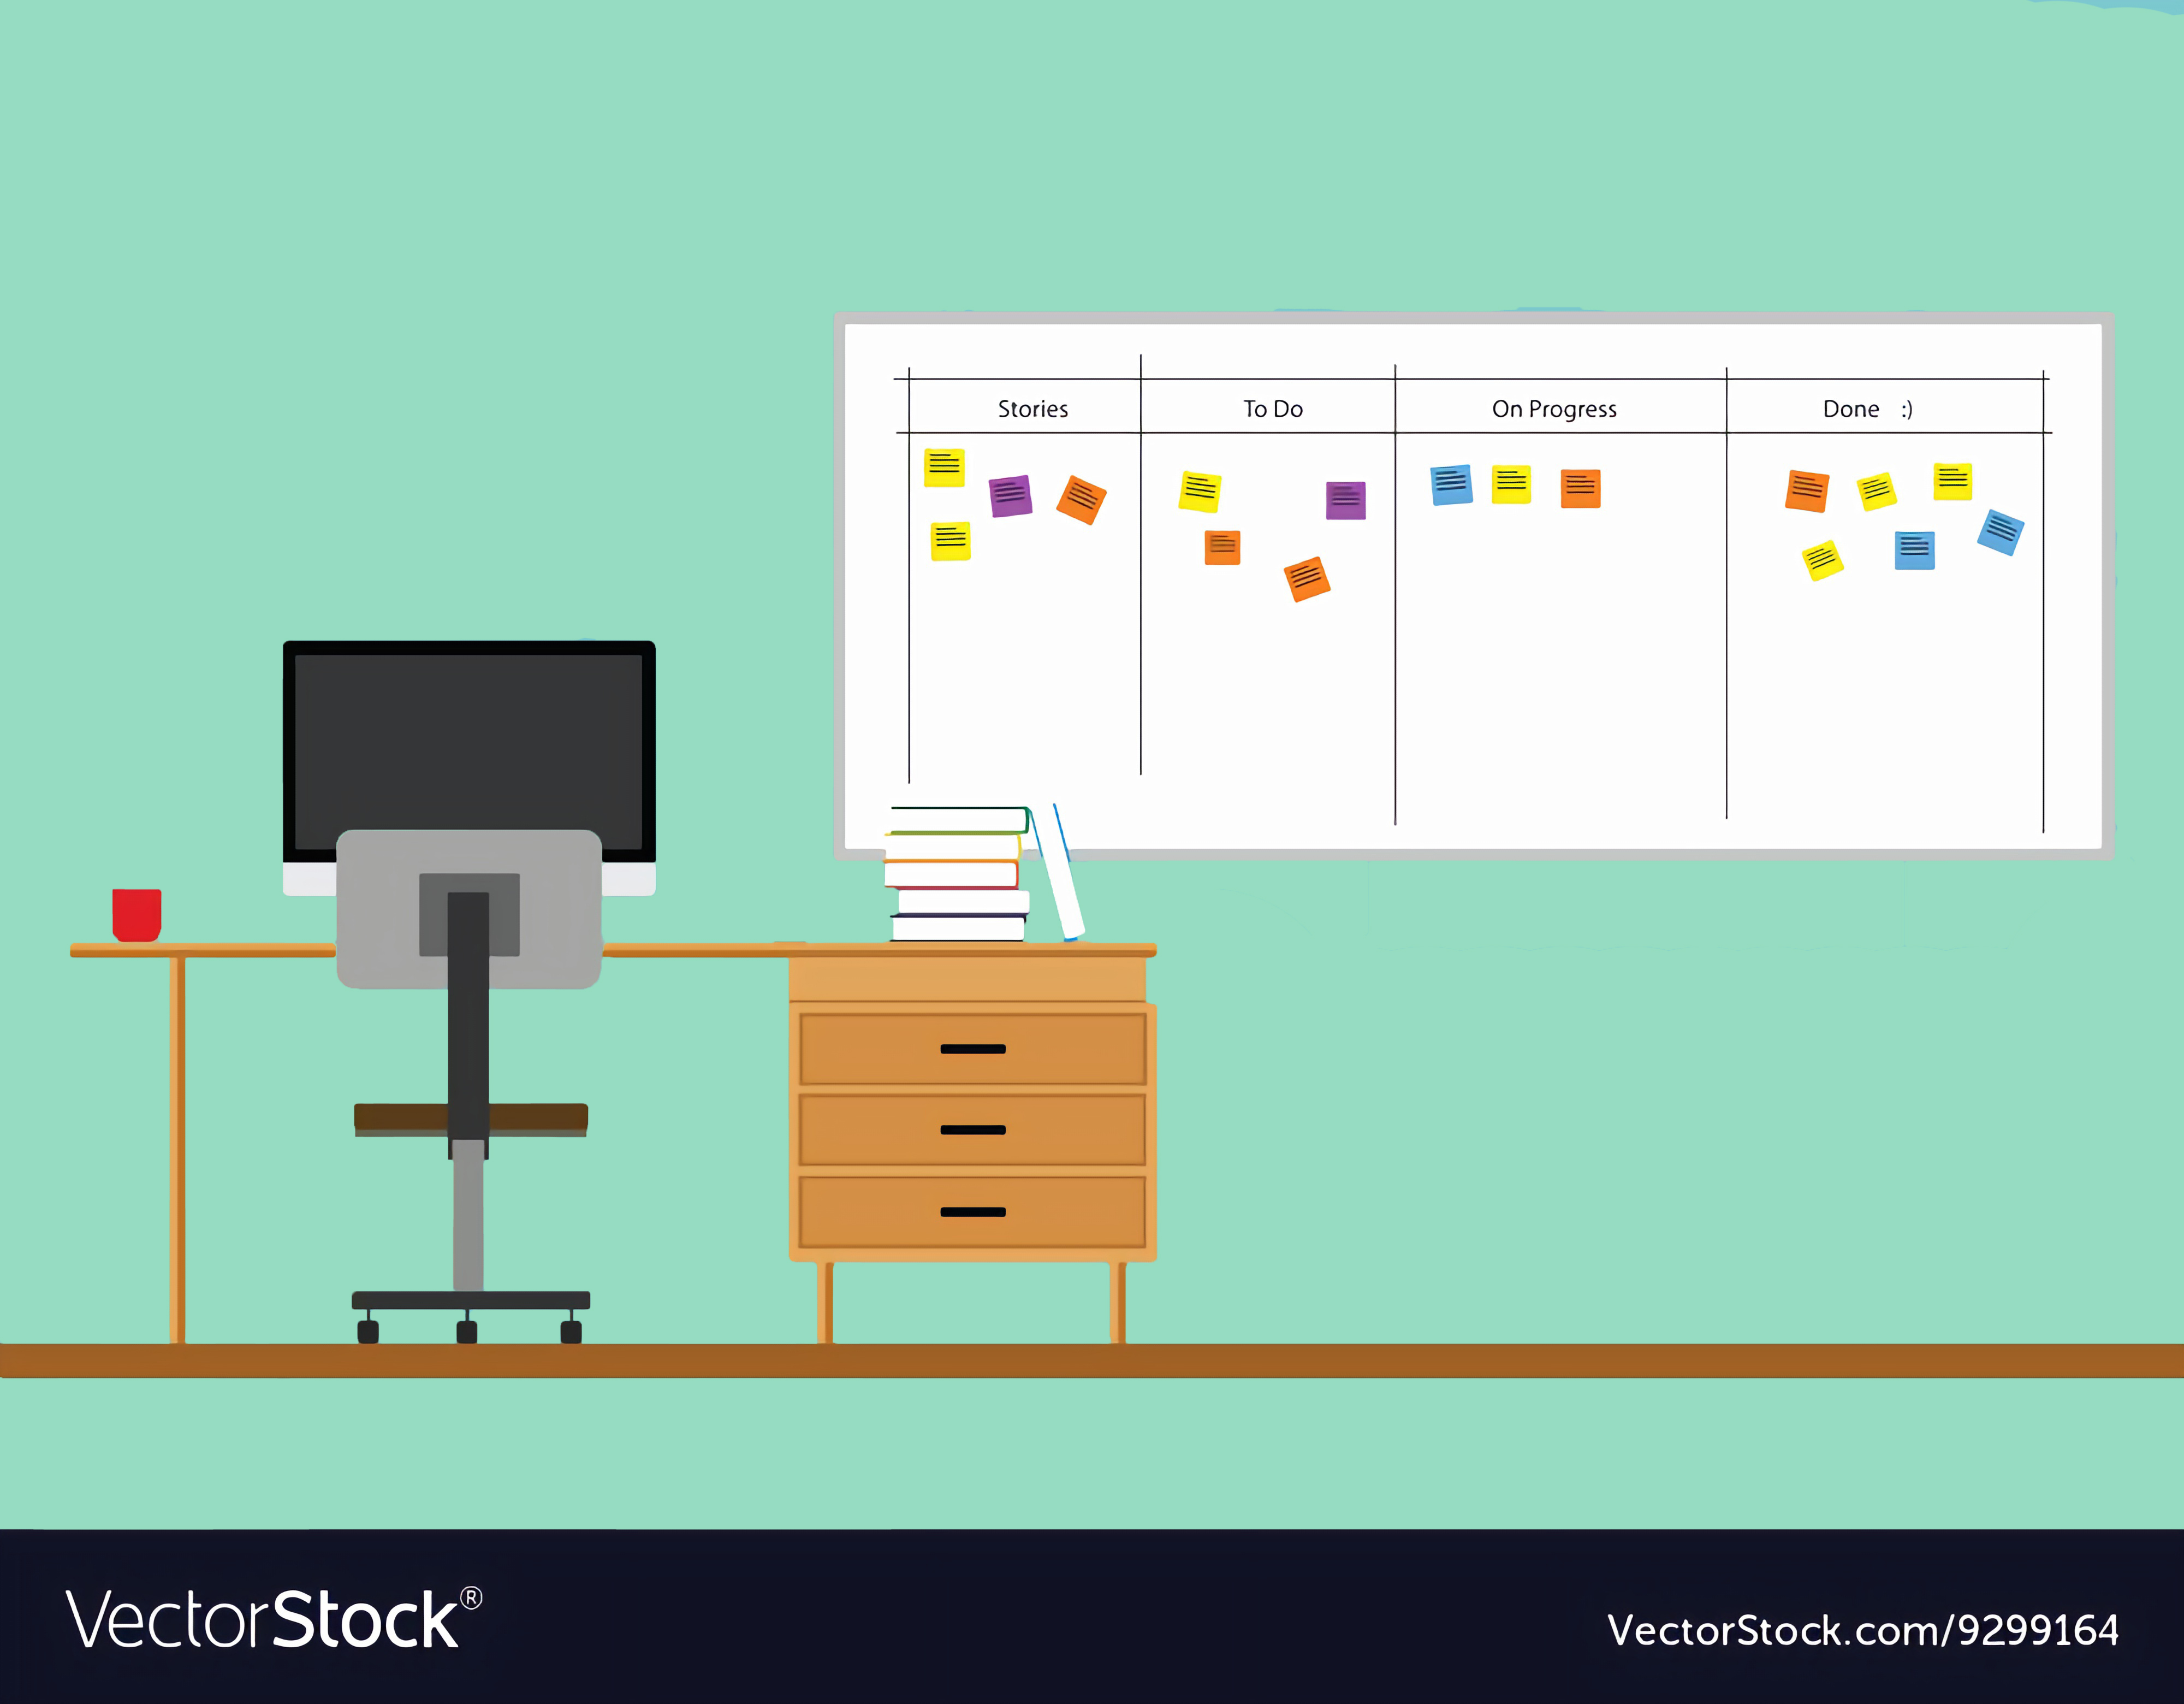 Stories
To Do
On Progress
Done :)
VectorStock®
VectorStock.com/9299164